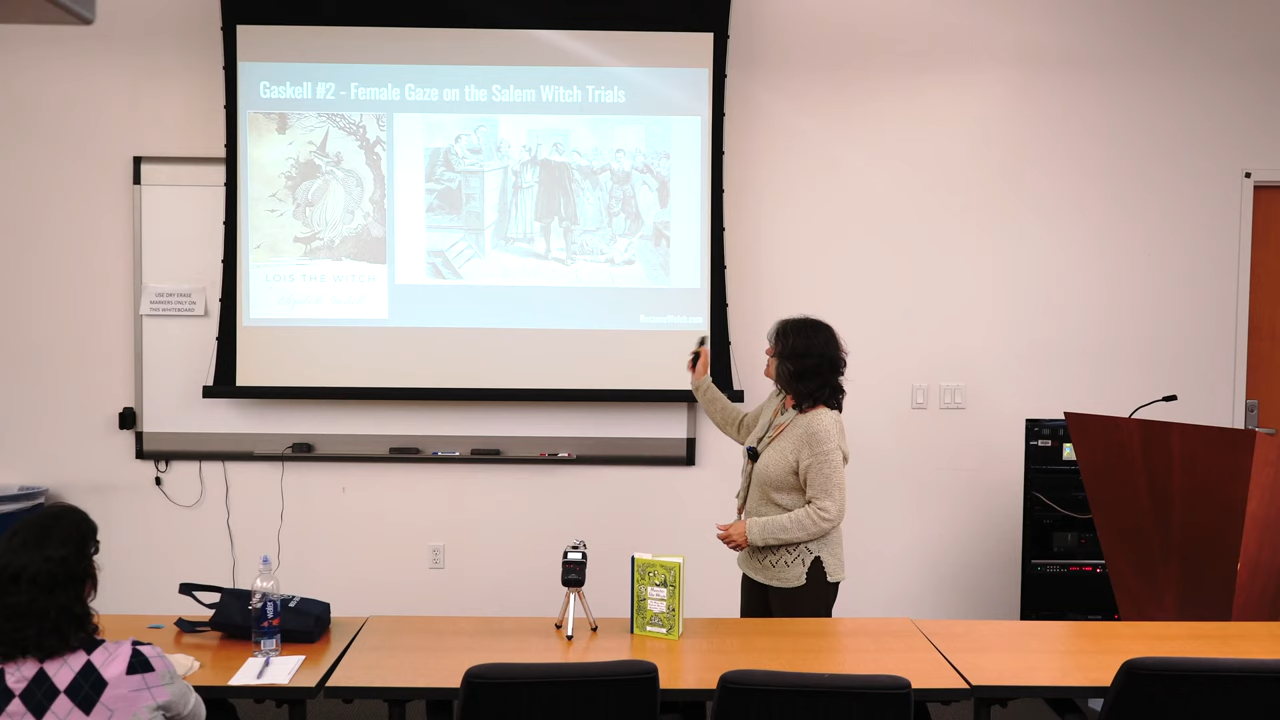 Gaskell #2 - Female Gaze on the Salem Witch Trials
LOIS THE WITCH
USE DRY ERASE
MARKERS ONLY ON
THIS WHITEBOARD